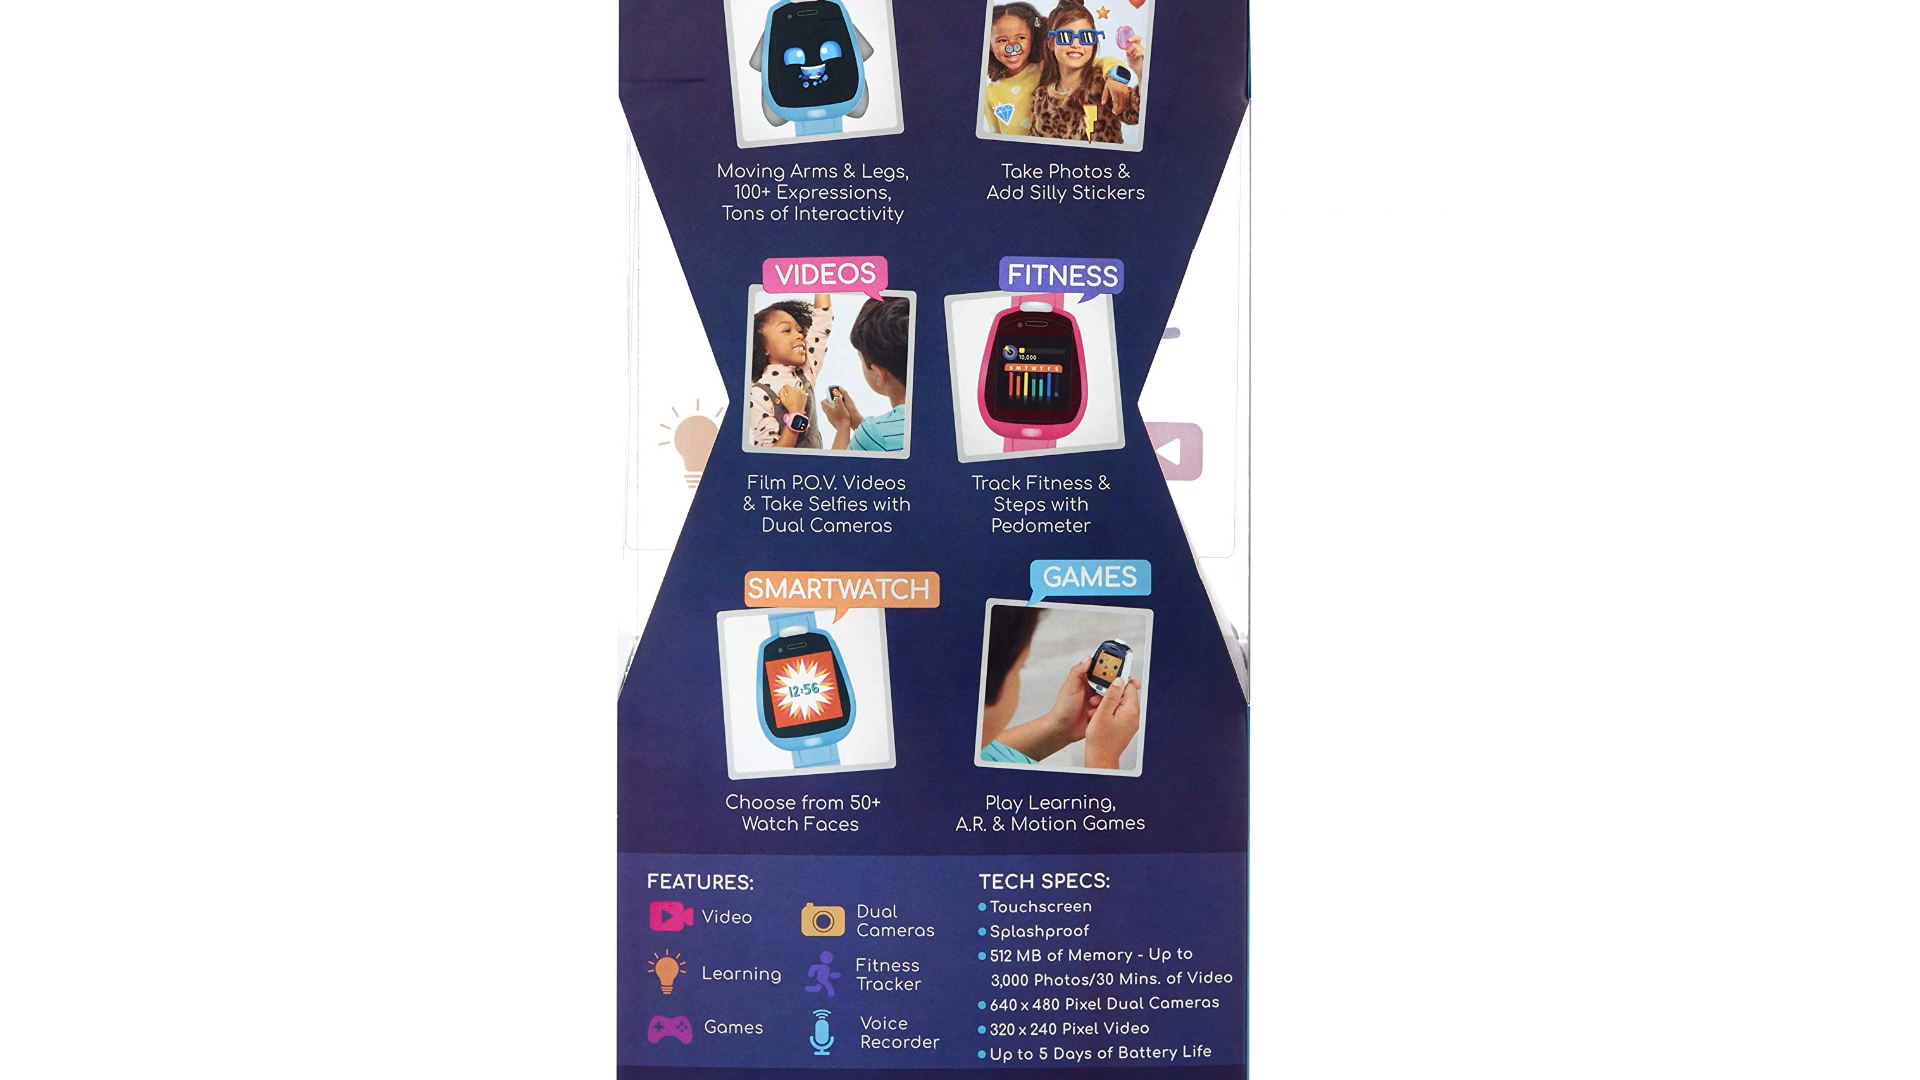 Moving Arms & Legs,
100+ Expressions,
Tons of Interactivity
Take Photos &
Add Silly Stickers
VIDEOS
Film P.O.V. Videos
& Take Selfies with
Dual Cameras
FITNESS
10,000
S M T W T F S
Track Fitness &
Steps with
Pedometer
SMARTWATCH
12:56
Choose from 50+
Watch Faces
GAMES
Play Learning,
A.R. & Motion Games
FEATURES:
Video
Dual
Cameras
Learning
Fitness
Tracker
Games
Voice
Recorder
TECH SPECS:
Touchscreen
Splashproof
512 MB of Memory - Up to
3,000 Photos/30 Mins. of Video
640 x 480 Pixel Dual Cameras
320 x 240 Pixel Video
Up to 5 Days of Battery Life